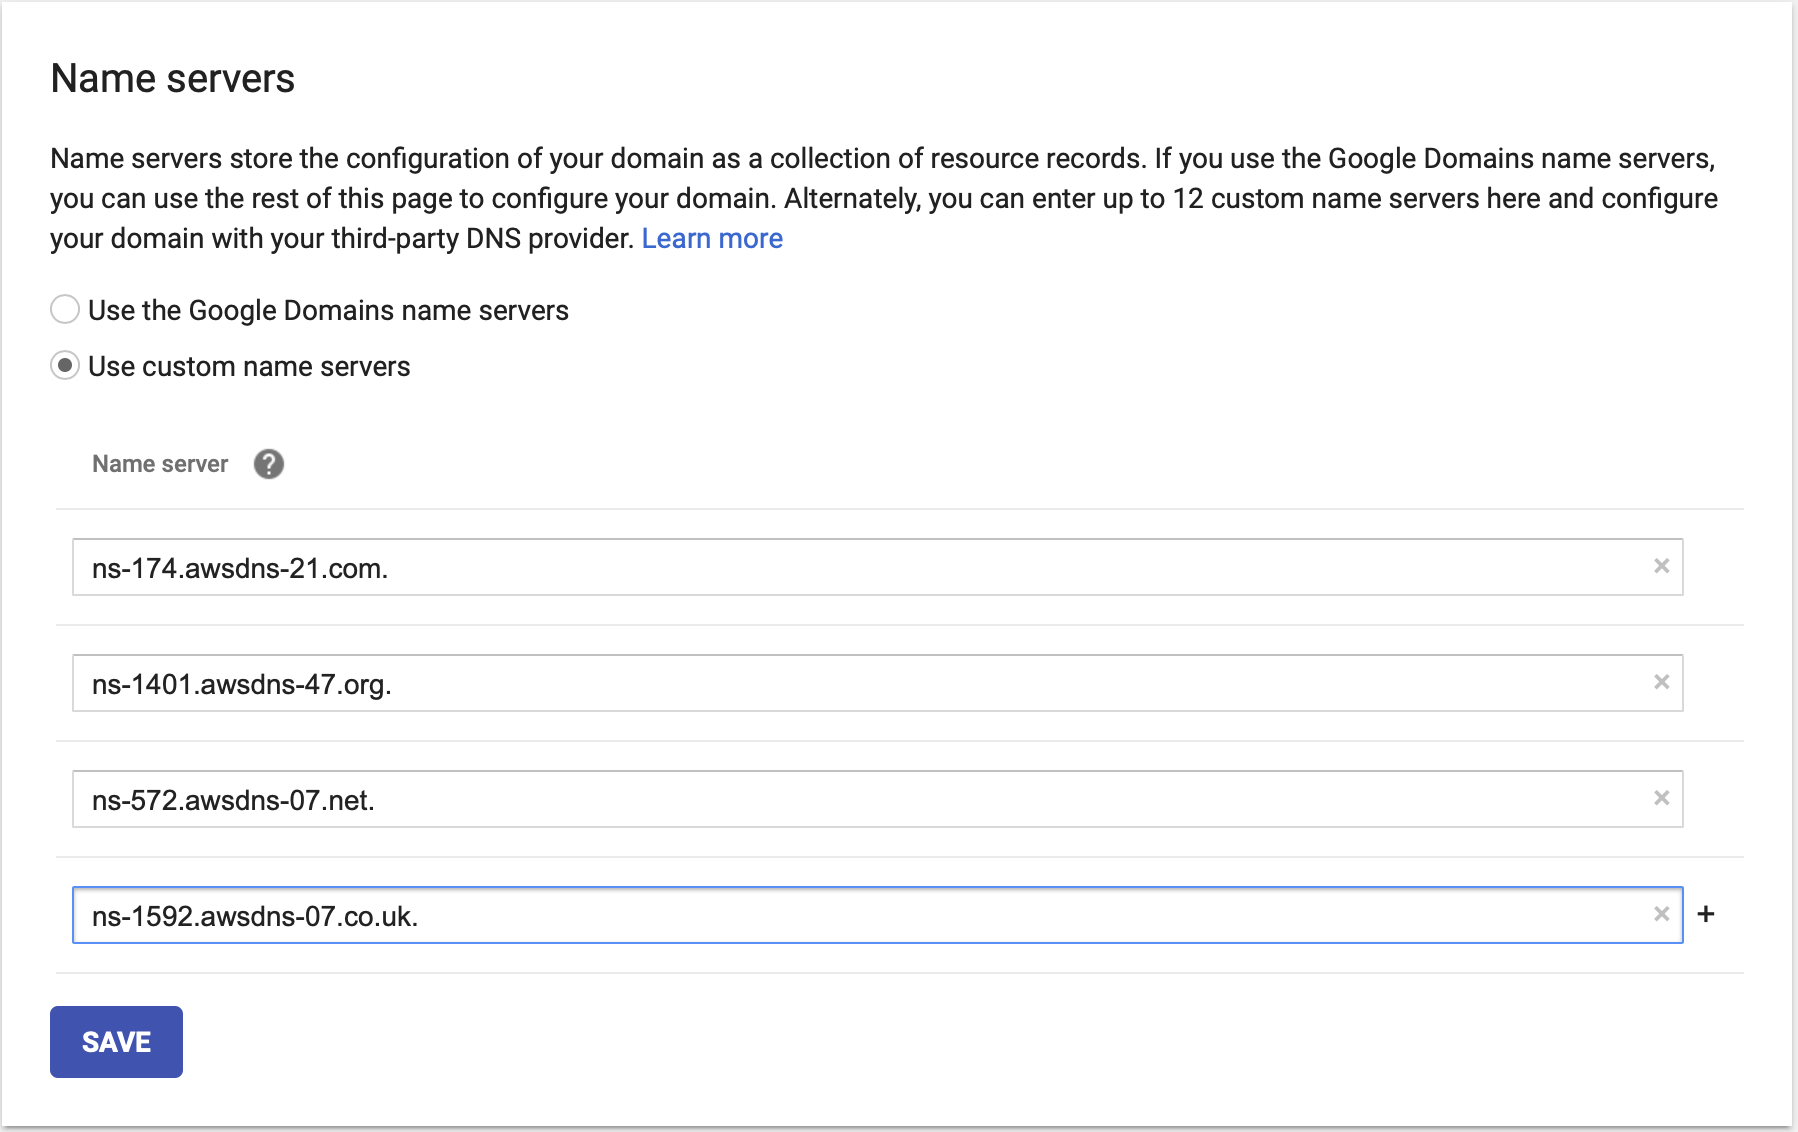 Name servers
Name servers store the configuration of your domain as a collection of resource records. If you use the Google Domains name servers,
you can use the rest of this page to configure your domain. Alternately, you can enter up to 12 custom name servers here and configure
your domain with your third-party DNS provider. Learn more
Use the Google Domains name servers
Use custom name servers
Name server ?
ns-174.awsdns-21.com. ×
ns-1401.awsdns-47.org. ×
ns-572.awsdns-07.net. ×
ns-1592.awsdns-07.co.uk. × +
SAVE